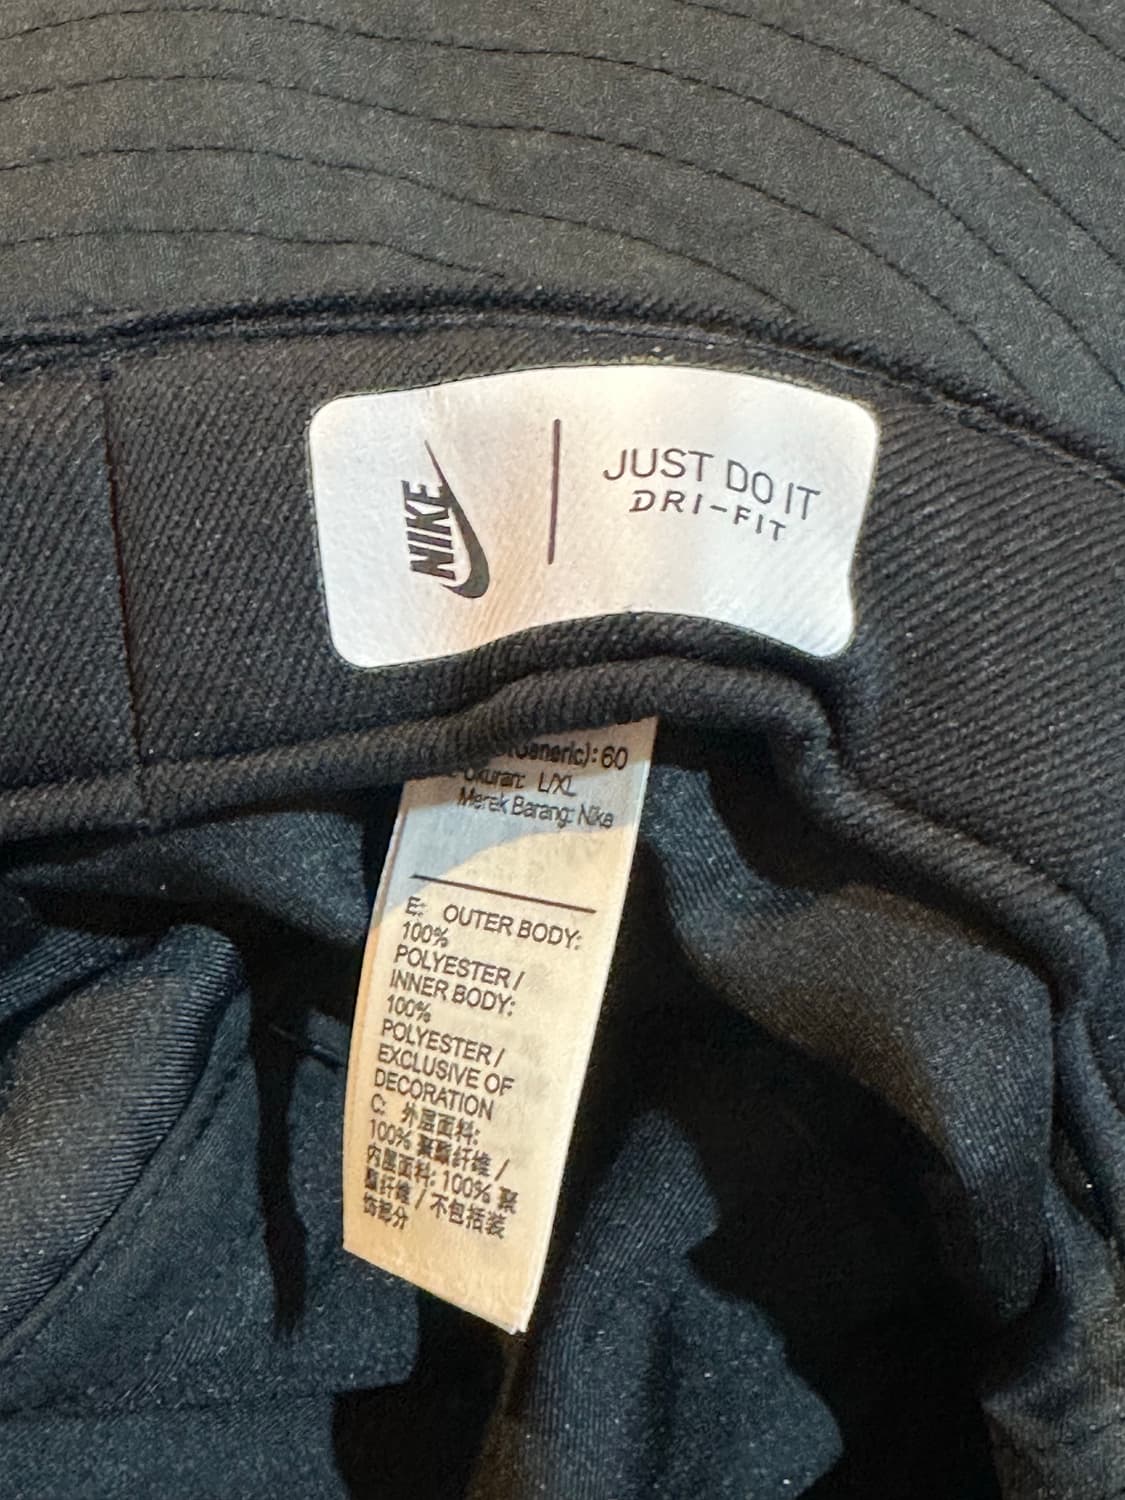 NIKE
JUST DO IT
DRI-FIT
(Generic): 60
Ukuran: L/XL
Merek Barang: Nike
E: OUTER BODY:
100%
POLYESTER /
INNER BODY:
100%
POLYESTER /
EXCLUSIVE OF
DECORATION
C: 外层面料:
100% 聚酯纤维 /
内层面料: 100% 聚
酯纤维 / 不包括装
饰部分